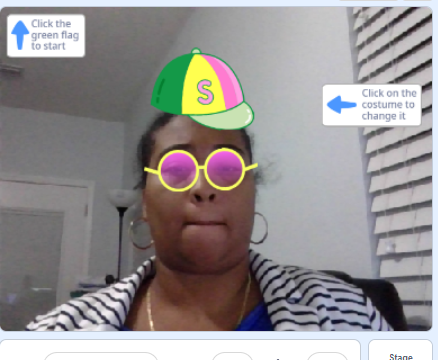 Click the
green flag
to start
S
Click on the
costume to
change it
Stage